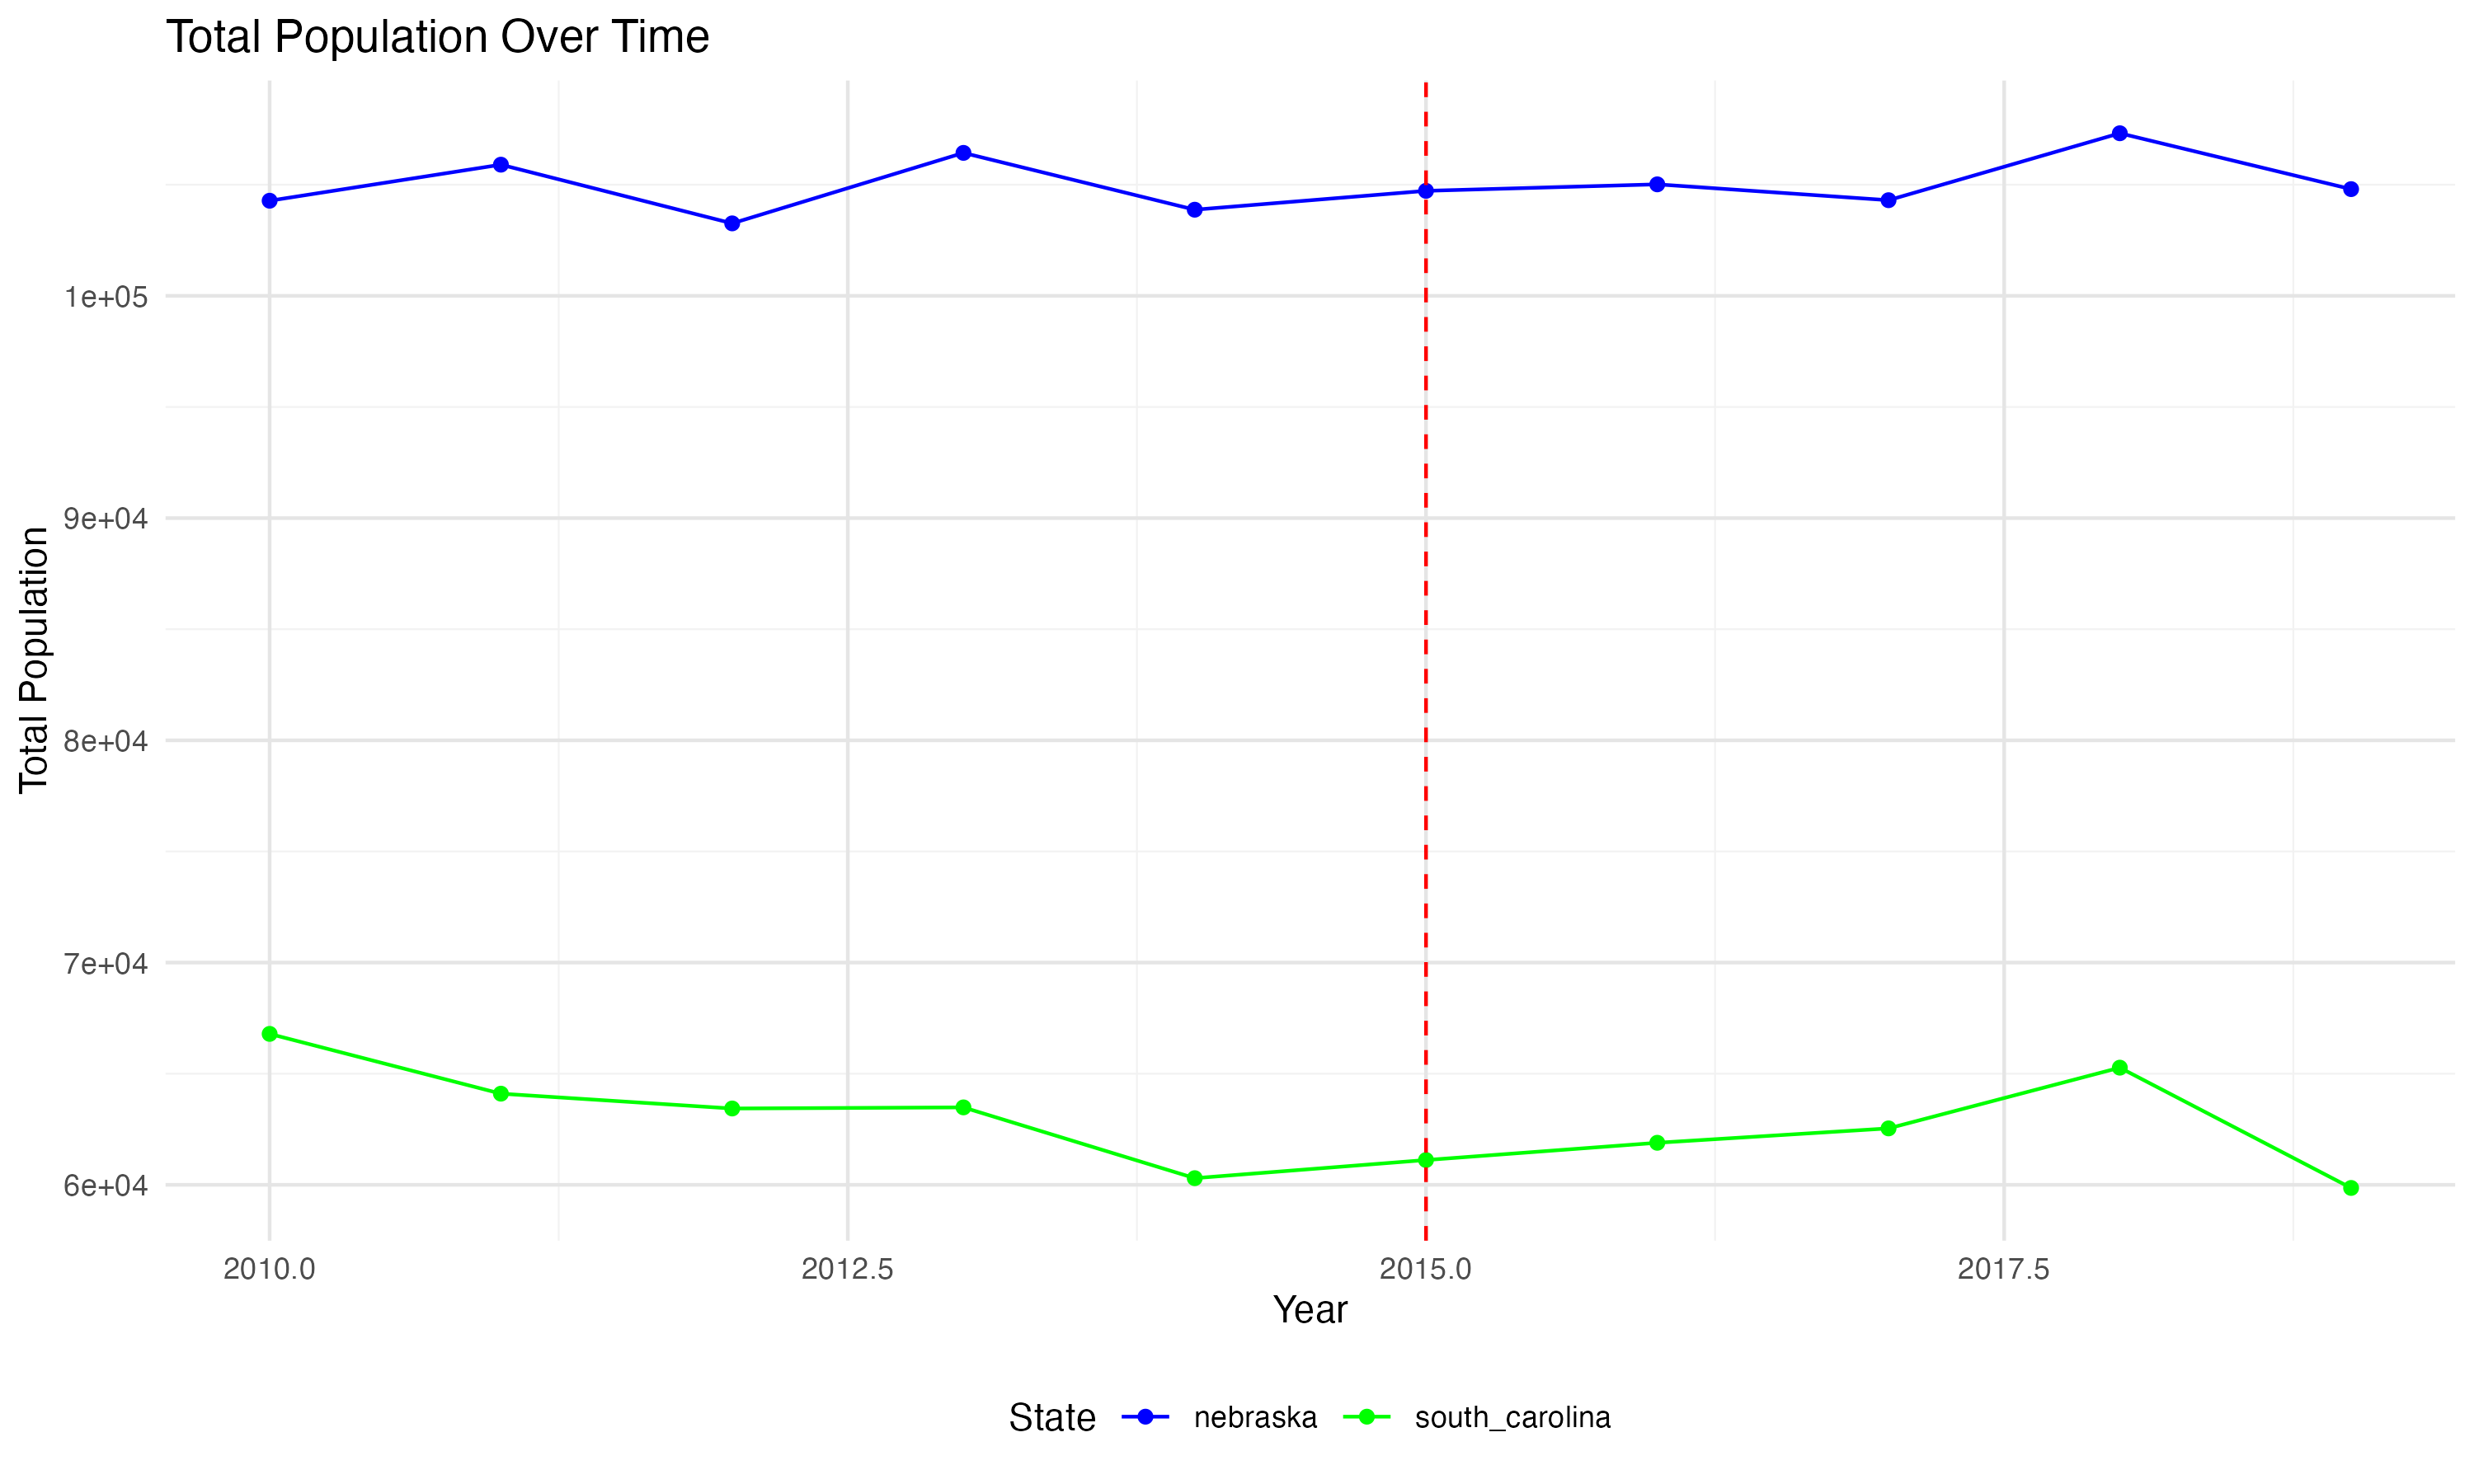 Total Population Over Time
Total Population
1e+05
9e+04
8e+04
7e+04
6e+04
2010.0 2012.5 2015.0 2017.5
Year
State nebraska south_carolina